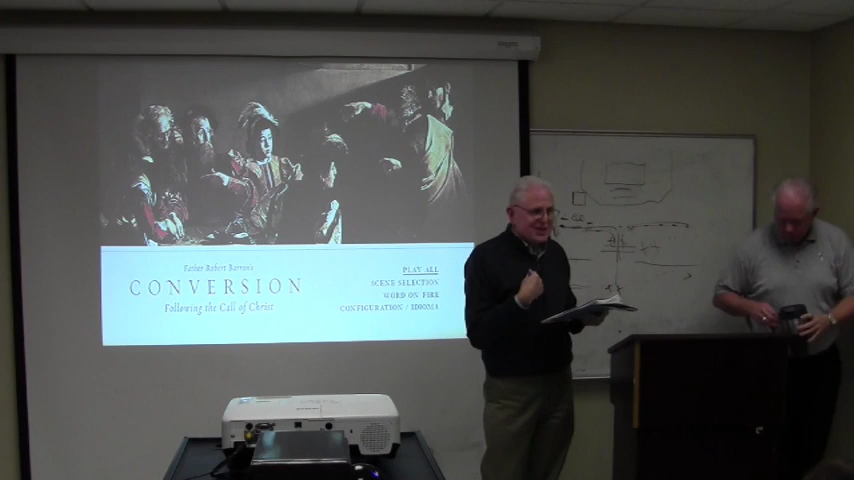 Father Robert Barron's
CONVERSION
Following the Call of Christ
PLAY ALL
SCENE SELECTION
WORD ON FIRE
CONFIGURATION / IDIOMA